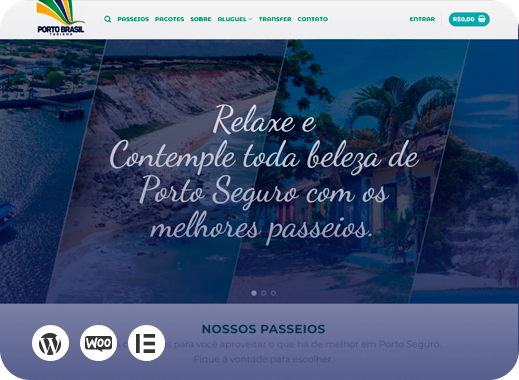 PORTO BRASIL
TURISMO
PASSEIOS PACOTES SOBRE ALUGUEL TRANSFER CONTATO
ENTRAR R$0,00
Relaxe e
Contemple toda beleza de
Porto Seguro com os
melhores passeios.
NOSSOS PASSEIOS
para você aproveitar o que há de melhor em Porto Seguro.
Fique à vontade para escolher.
WOO